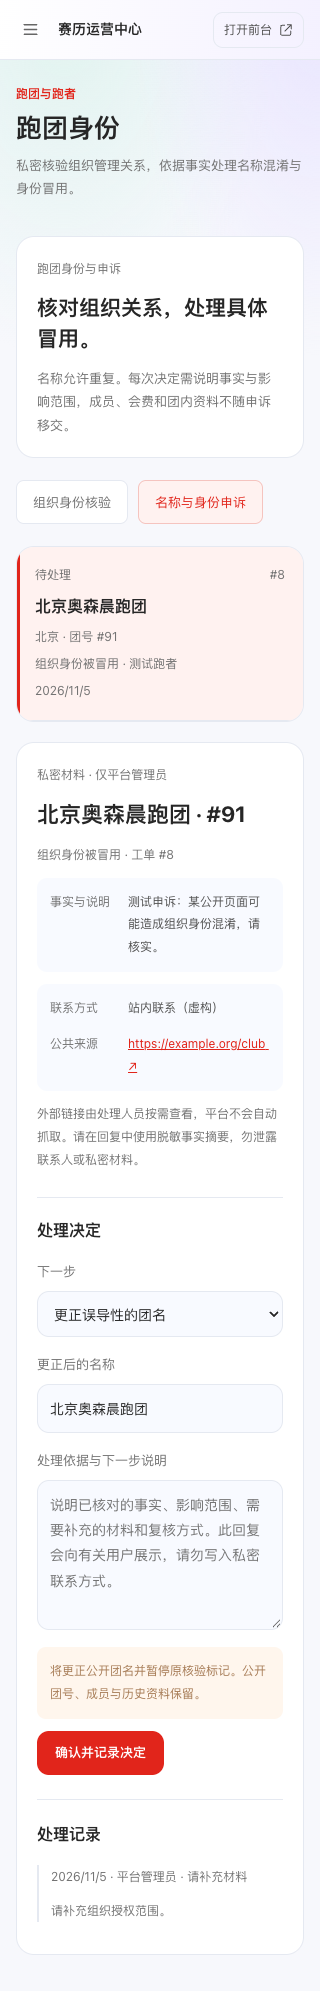 赛历运营中心
打开前台
跑团与跑者
跑团身份
私密核验组织管理关系，依据事实处理名称混淆与
身份冒用。
跑团身份与申诉
核对组织关系，处理具体
冒用。
名称允许重复。每次决定需说明事实与影
响范围，成员、会费和团内资料不随申诉
移交。
组织身份核验
名称与身份申诉
待处理
#8
北京奥森晨跑团
北京 · 团号 #91
组织身份被冒用 · 测试跑者
2026/11/5
私密材料 · 仅平台管理员
北京奥森晨跑团 · #91
组织身份被冒用 · 工单 #8
事实与说明
测试申诉：某公开页面可
能造成组织身份混淆，请
核实。
联系方式
站内联系（虚构）
公共来源
https://example.org/club
↗
外部链接由处理人员按需查看，平台不会自动
抓取。请在回复中使用脱敏事实摘要，勿泄露
联系人或私密材料。
处理决定
下一步
更正误导性的团名
更正后的名称
北京奥森晨跑团
处理依据与下一步说明
说明已核对的事实、影响范围、需
要补充的材料和复核方式。此回复
会向有关用户展示，请勿写入私密
联系方式。
将更正公开团名并暂停原核验标记。公开
团号、成员与历史资料保留。
确认并记录决定
处理记录
2026/11/5 · 平台管理员 · 请补充材料
请补充组织授权范围。